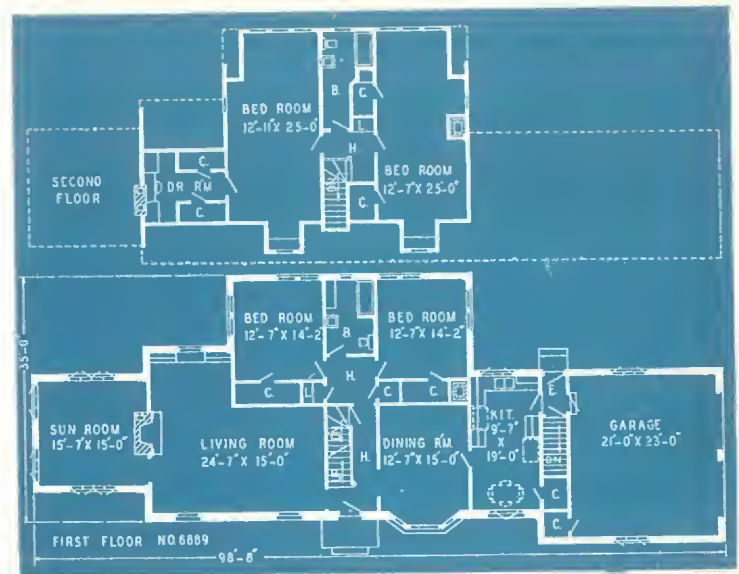 BED ROOM
12'-11" X 25'-0"
B.
C.
L.
H.
BED ROOM
12'-7" X 25'-0"
SECOND
FLOOR
C.
DR. R'M.
C.
DN
C.
35'-0"
BED ROOM
12'-7" X 14'-2"
B.
BED ROOM
12'-7" X 14'-2"
C.
L.
H.
C.
C.
SUN ROOM
15'-7" X 15'-0"
LIVING ROOM
24'-7" X 15'-0"
DN
H.
DINING R'M.
12'-7" X 15'-0"
KIT.
9'-7"
X
19'-0"
E.
DN
C.
C.
GARAGE
21'-0" X 23'-0"
FIRST FLOOR NO. 6889
98'-8"